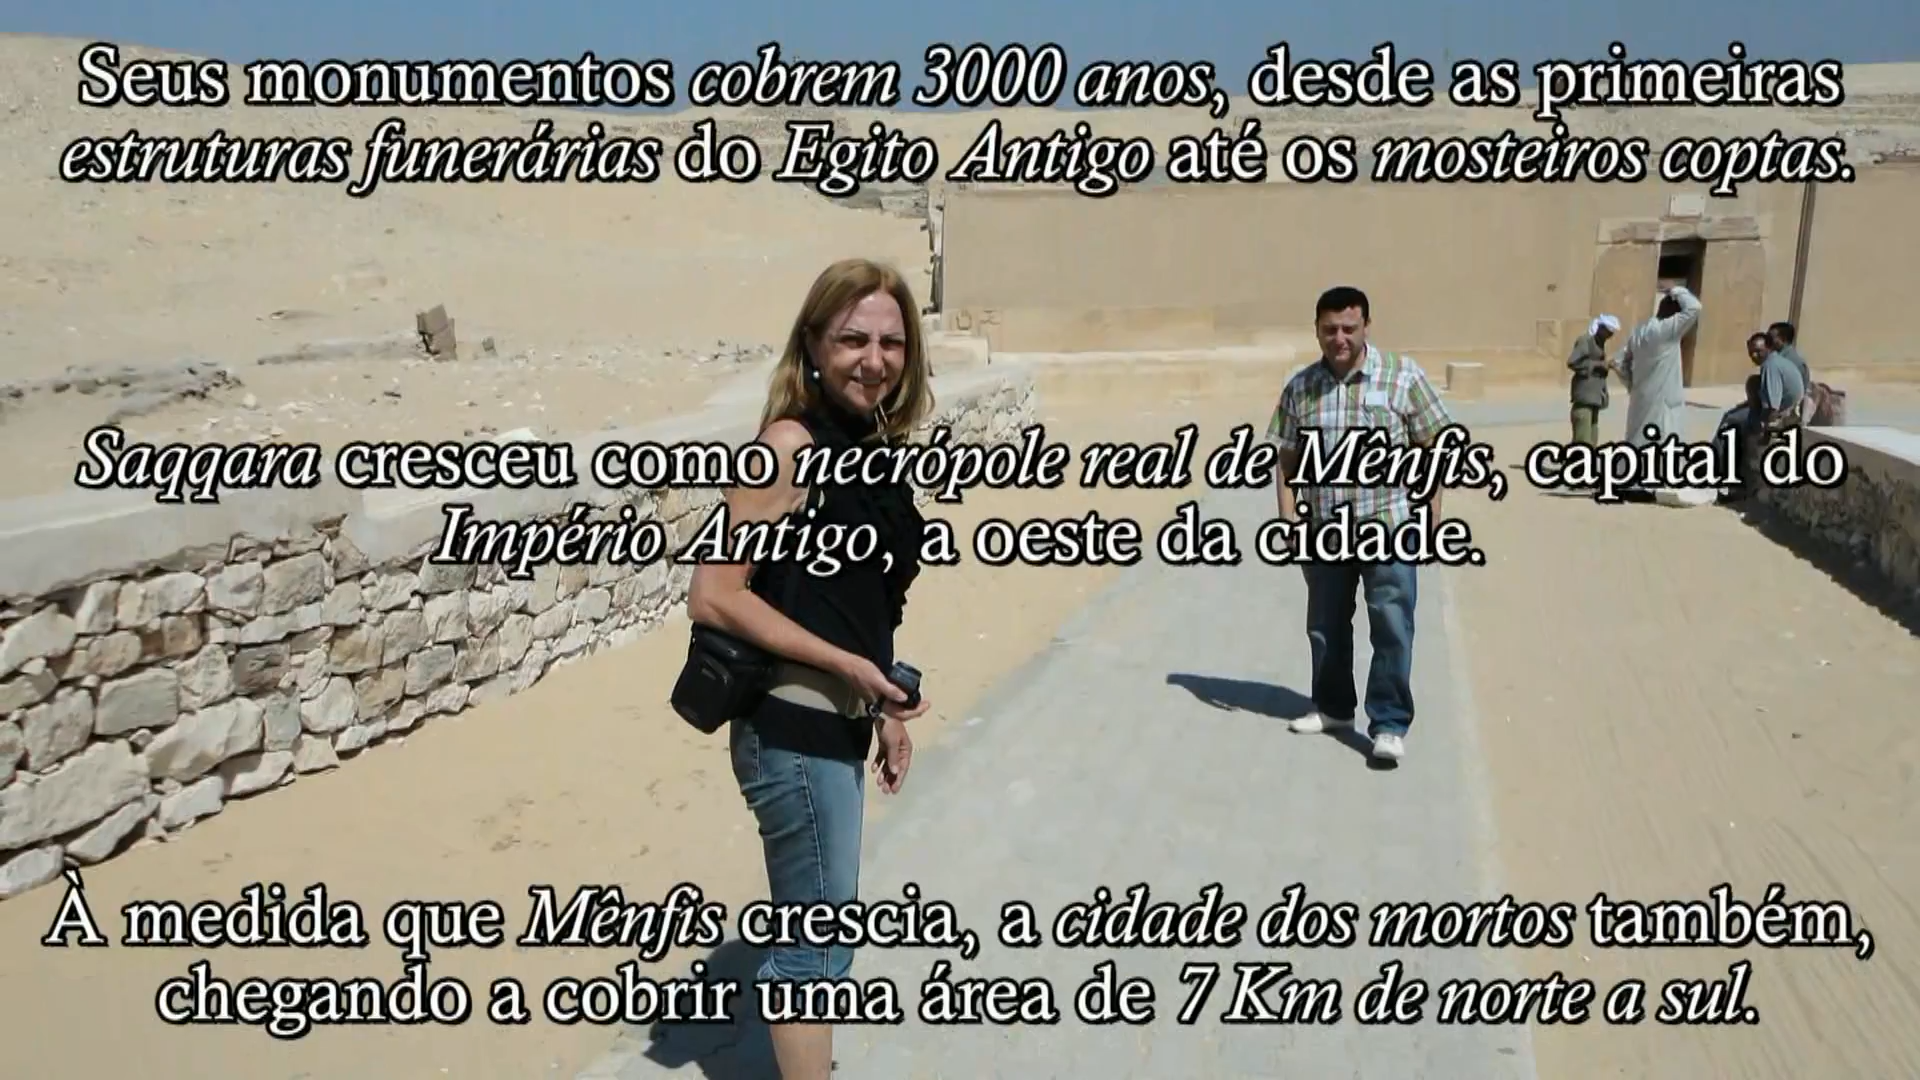 Seus monumentos cobrem 3000 anos, desde as primeiras
estruturas funerárias do Egito Antigo até os mosteiros coptas.
Saqqara cresceu como necrópole real de Mênfis, capital do
Império Antigo, a oeste da cidade.
À medida que Mênfis crescia, a cidade dos mortos também,
chegando a cobrir uma área de 7 Km de norte a sul.